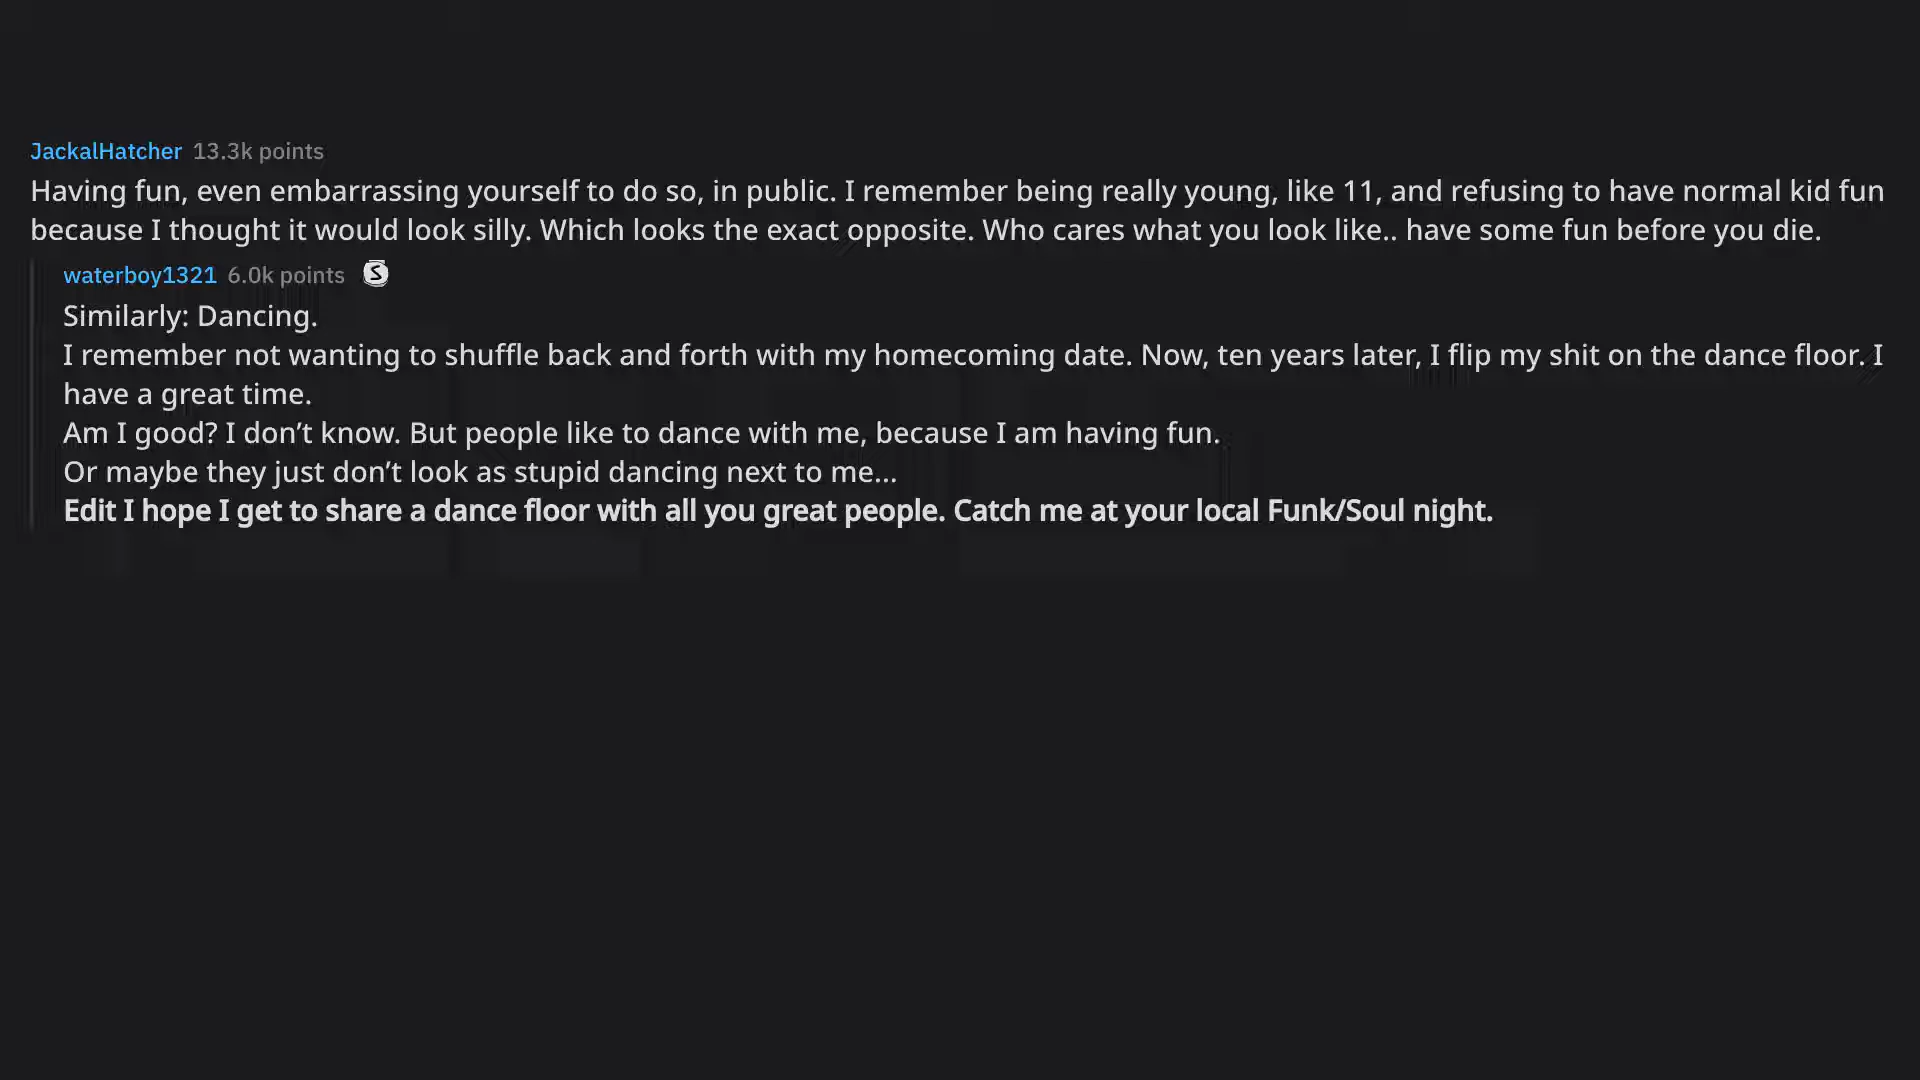 JackalHatcher 13.3k points
Having fun, even embarrassing yourself to do so, in public. I remember being really young, like 11, and refusing to have normal kid fun
because I thought it would look silly. Which looks the exact opposite. Who cares what you look like.. have some fun before you die.
waterboy1321 6.0k points S
Similarly: Dancing.
I remember not wanting to shuffle back and forth with my homecoming date. Now, ten years later, I flip my shit on the dance floor. I
have a great time.
Am I good? I don’t know. But people like to dance with me, because I am having fun.
Or maybe they just don’t look as stupid dancing next to me...
Edit I hope I get to share a dance floor with all you great people. Catch me at your local Funk/Soul night.